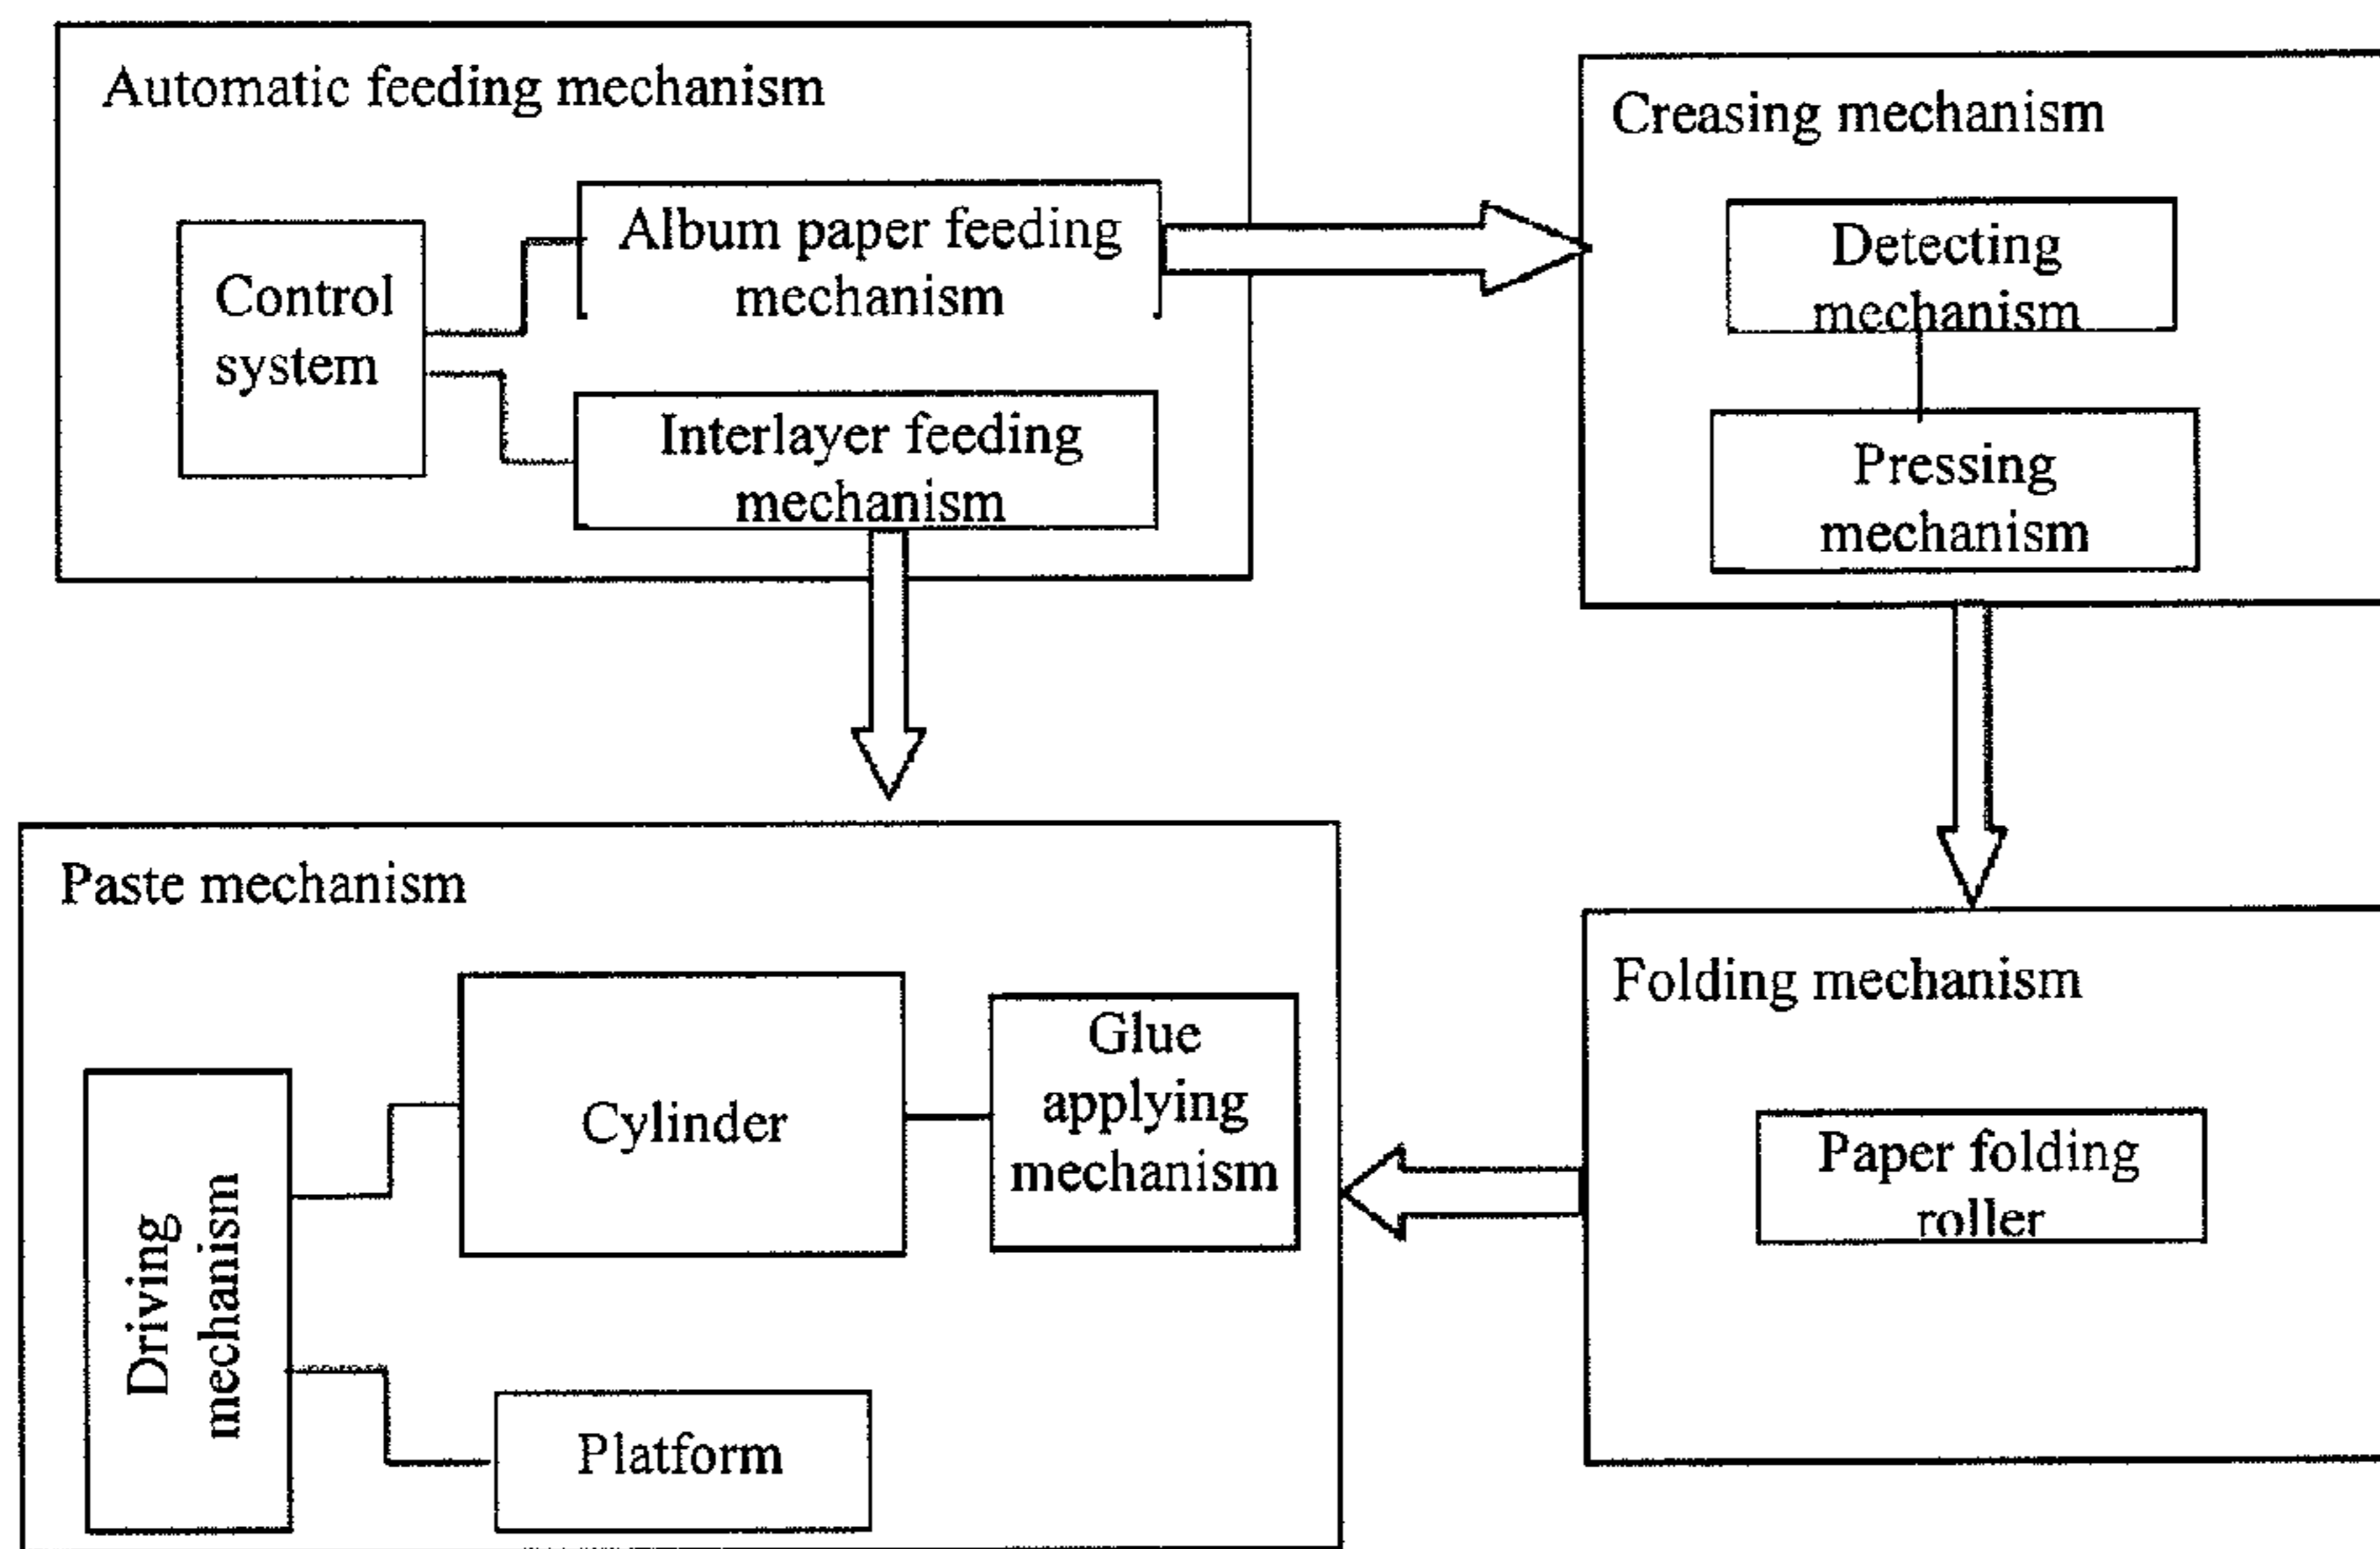 Automatic feeding mechanism
Control
system
Album paper feeding
mechanism
Interlayer feeding
mechanism
Creasing mechanism
Detecting
mechanism
Pressing
mechanism
Paste mechanism
Driving
mechanism
Cylinder
Glue
applying
mechanism
Platform
Folding mechanism
Paper folding
roller